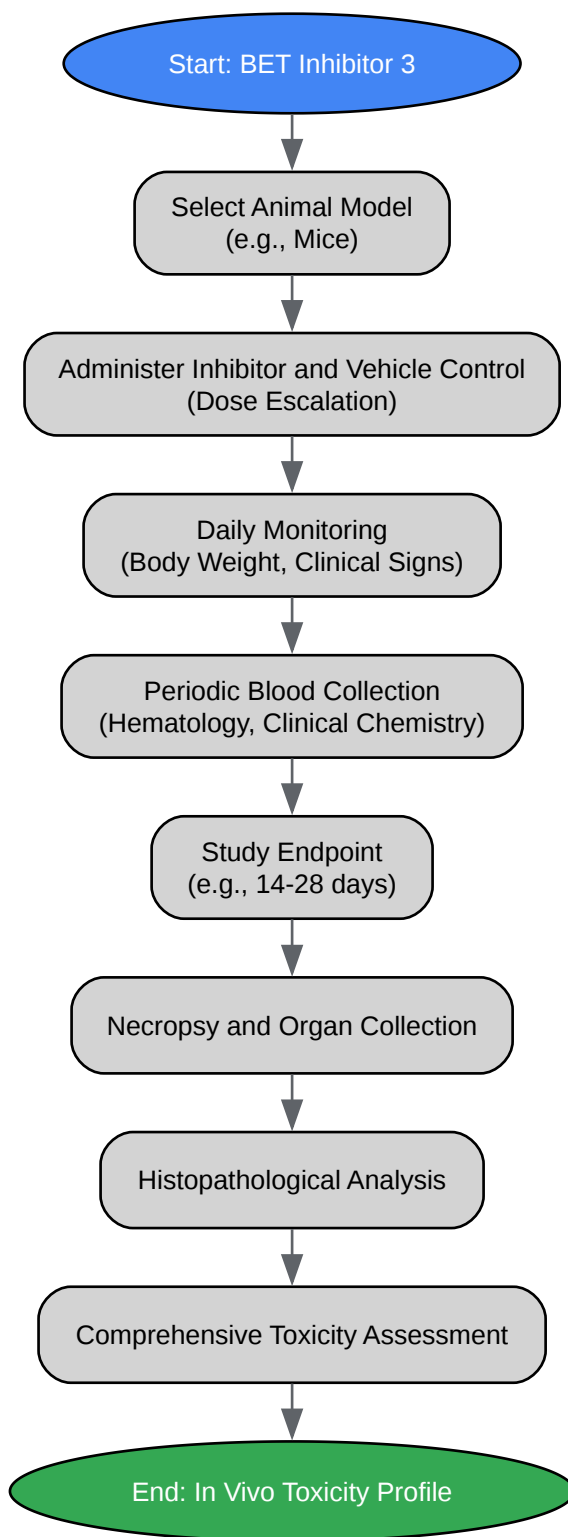 Start: BET Inhibitor 3
Select Animal Model
(e.g., Mice)
Administer Inhibitor and Vehicle Control
(Dose Escalation)
Daily Monitoring
(Body Weight, Clinical Signs)
Periodic Blood Collection
(Hematology, Clinical Chemistry)
Study Endpoint
(e.g., 14-28 days)
Necropsy and Organ Collection
Histopathological Analysis
Comprehensive Toxicity Assessment
End: In Vivo Toxicity Profile